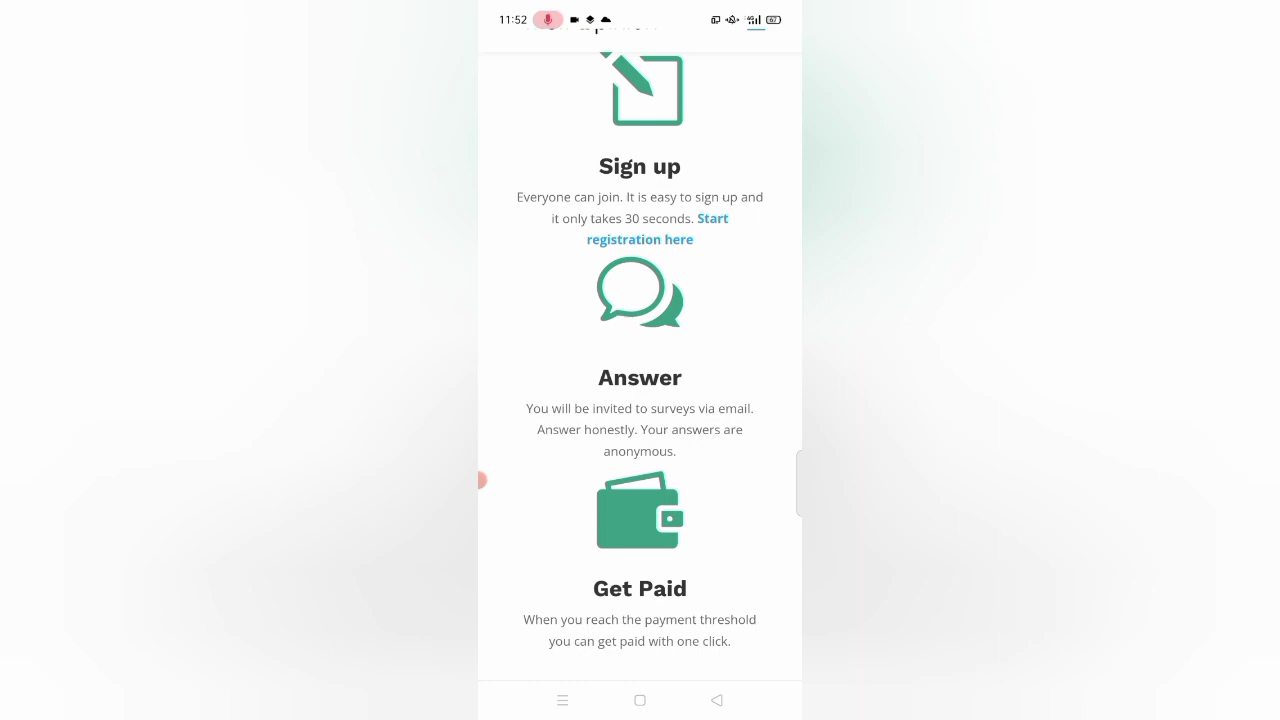 11:52
4G
67
Sign up
Everyone can join. It is easy to sign up and
it only takes 30 seconds. Start
registration here
Answer
You will be invited to surveys via email.
Answer honestly. Your answers are
anonymous.
Get Paid
When you reach the payment threshold
you can get paid with one click.